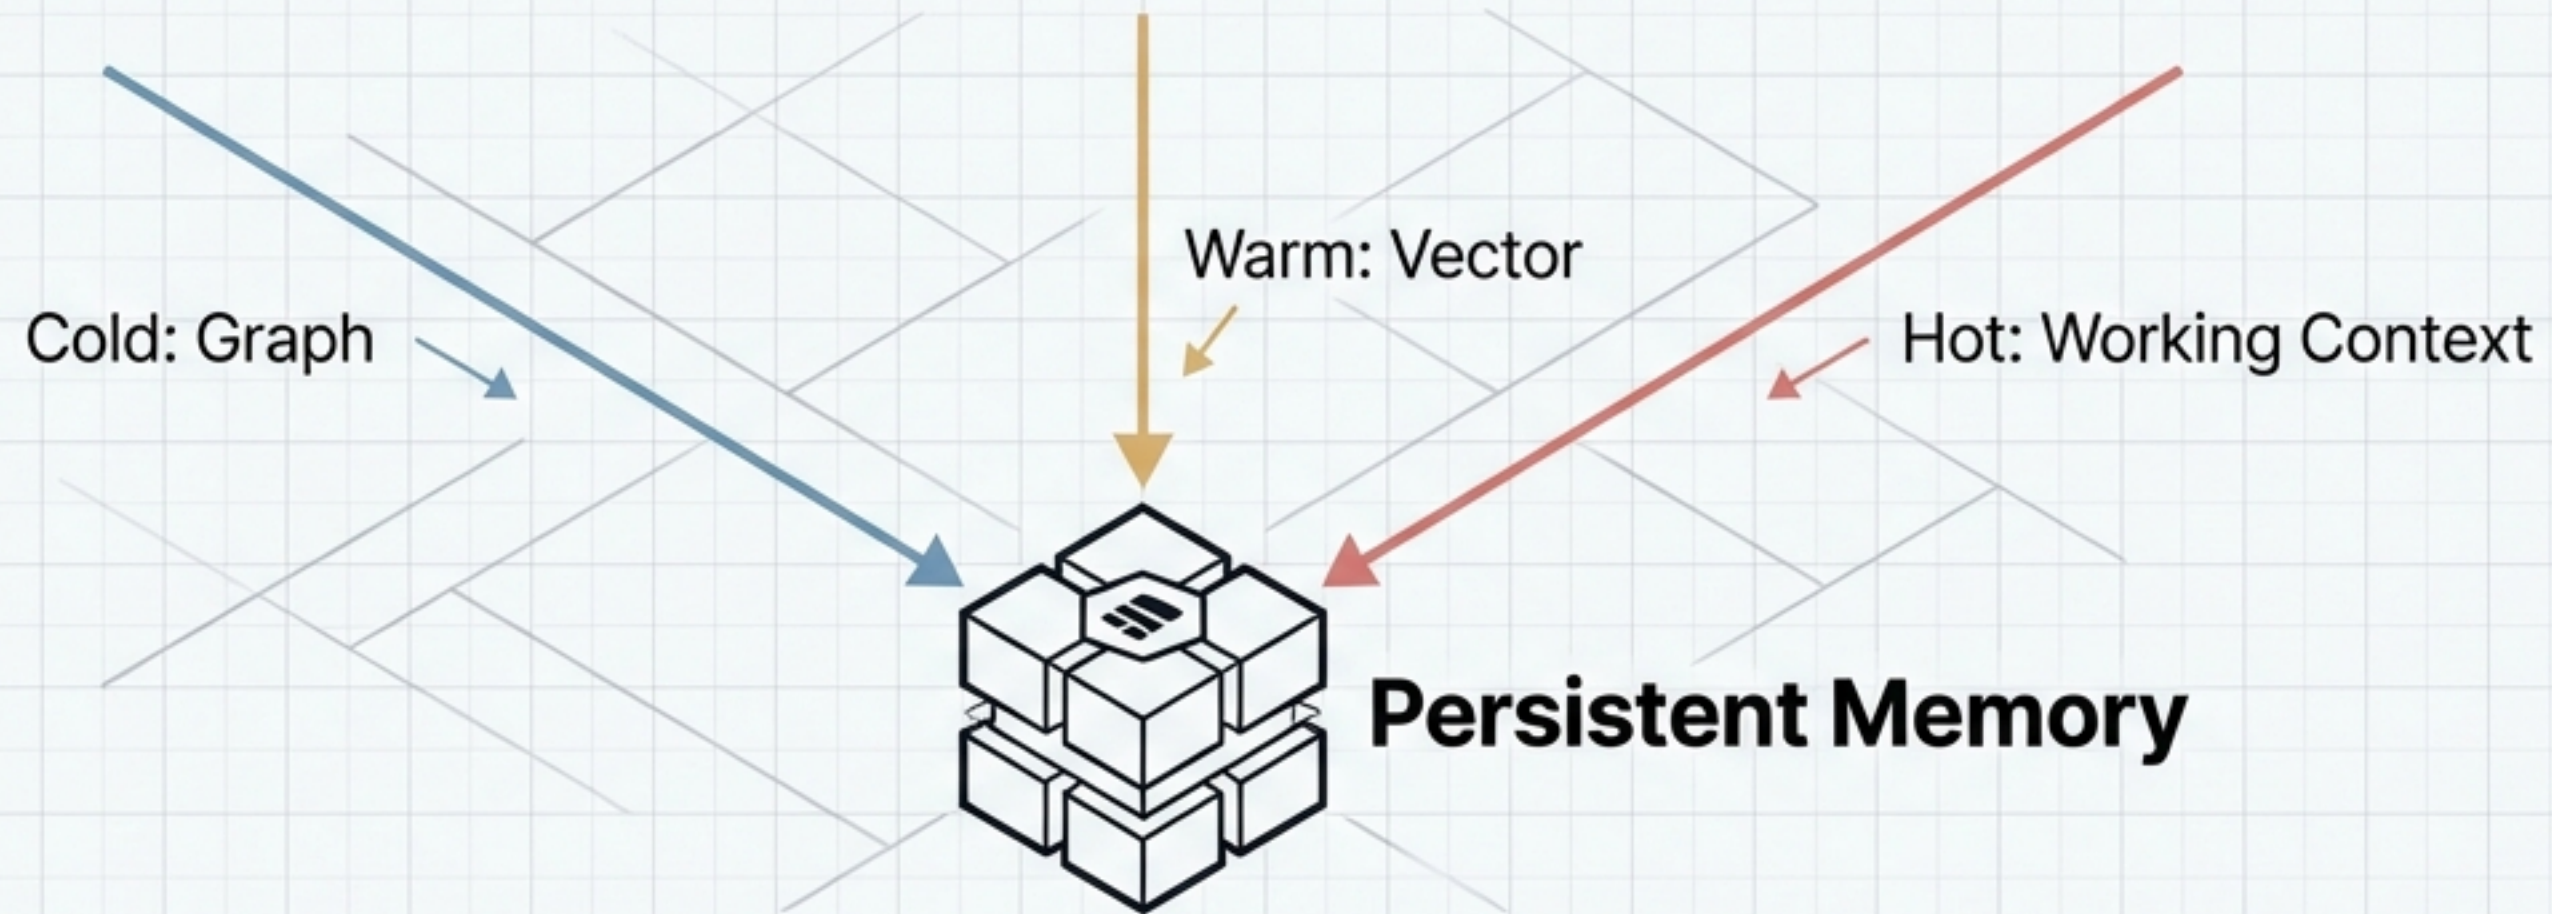 Warm: Vector
Cold: Graph
Hot: Working Context
Persistent Memory